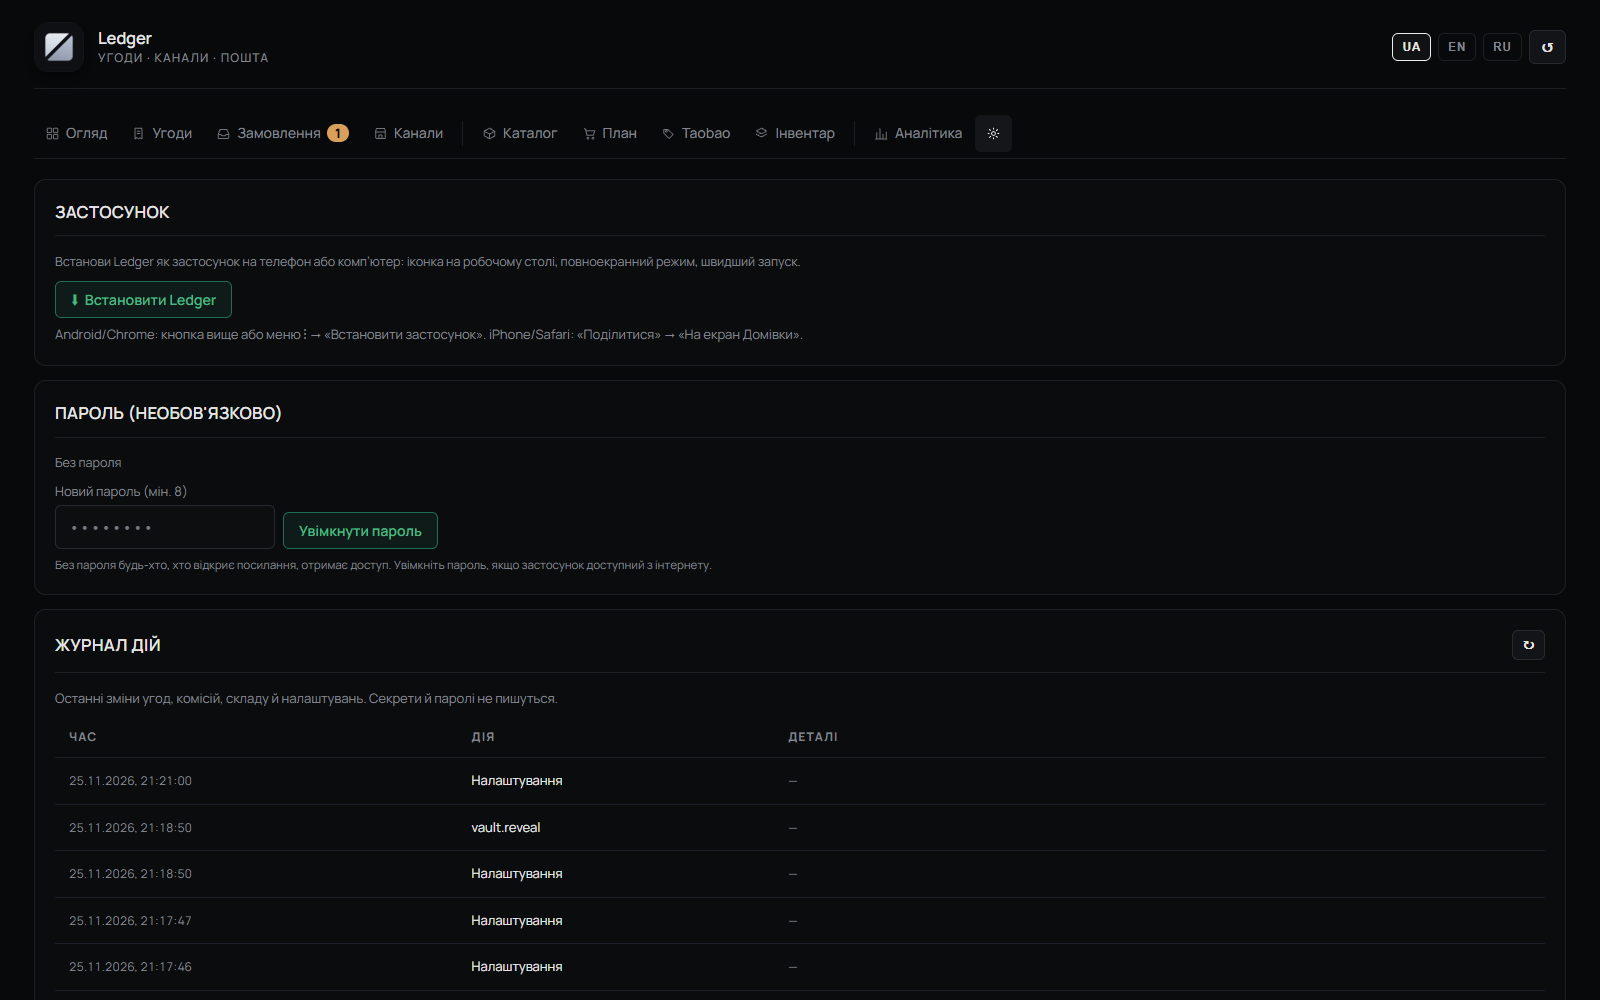 Ledger
УГОДИ · КАНАЛИ · ПОШТА
UA EN RU
Огляд Угоди Замовлення 1 Канали Каталог План Taobao Інвентар Аналітика
ЗАСТОСУНОК
Встанови Ledger як застосунок на телефон або комп'ютер: іконка на робочому столі, повноекранний режим, швидший запуск.
⬇ Встановити Ledger
Android/Chrome: кнопка вище або меню ⋮ → «Встановити застосунок». iPhone/Safari: «Поділитися» → «На екран Домівки».
ПАРОЛЬ (НЕОБОВ'ЯЗКОВО)
Без пароля
Новий пароль (мін. 8)
••••••••
Увімкнути пароль
Без пароля будь-хто, хто відкриє посилання, отримає доступ. Увімкніть пароль, якщо застосунок доступний з інтернету.
ЖУРНАЛ ДІЙ
Останні зміни угод, комісій, складу й налаштувань. Секрети й паролі не пишуться.
ЧАС ДІЯ ДЕТАЛІ
25.11.2026, 21:21:00 Налаштування —
25.11.2026, 21:18:50 vault.reveal —
25.11.2026, 21:18:50 Налаштування —
25.11.2026, 21:17:47 Налаштування —
25.11.2026, 21:17:46 Налаштування —